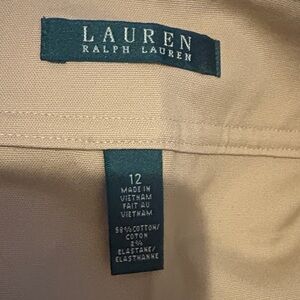 LAUREN
RALPH LAUREN
12
MADE IN
VIETNAM
FAIT AU
VIETNAM
98%COTTON/
COTON
2%
ELASTANE/
ELASTHANNE